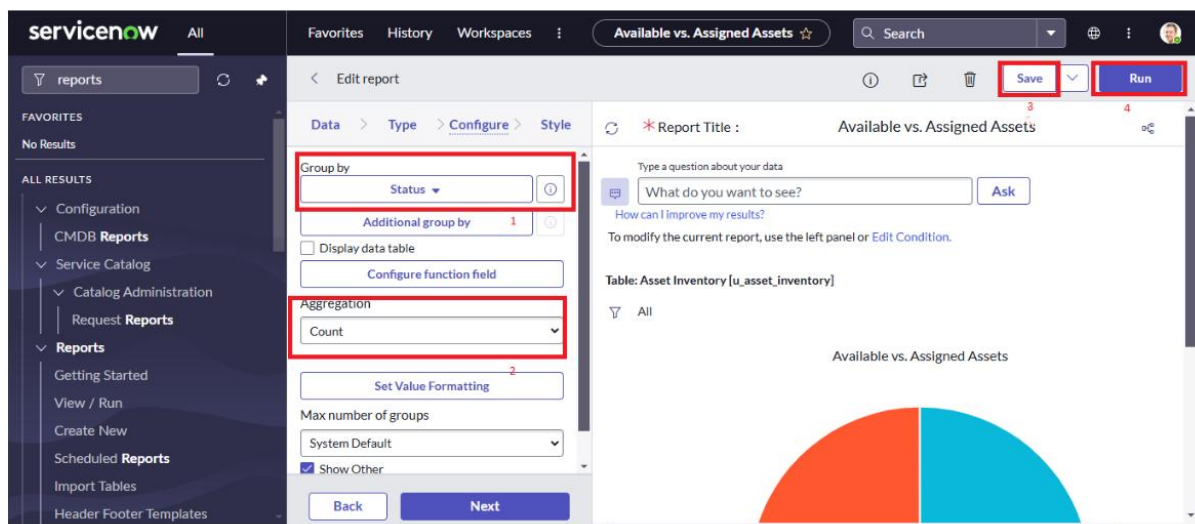 servicenow All Favorites History Workspaces Available vs. Assigned Assets Search
reports
FAVORITES
No Results
ALL RESULTS
Configuration
CMDB Reports
Service Catalog
Catalog Administration
Request Reports
Reports
Getting Started
View / Run
Create New
Scheduled Reports
Import Tables
Header Footer Templates
Edit report Save Run
3 4
Data > Type > Configure > Style
Group by
Status
Additional group by 1
Display data table
Configure function field
Aggregation
Count
2
Set Value Formatting
Max number of groups
System Default
Show Other
Back Next
* Report Title : Available vs. Assigned Assets
Type a question about your data
What do you want to see? Ask
How can I improve my results?
To modify the current report, use the left panel or Edit Condition.
Table: Asset Inventory [u_asset_inventory]
All
Available vs. Assigned Assets